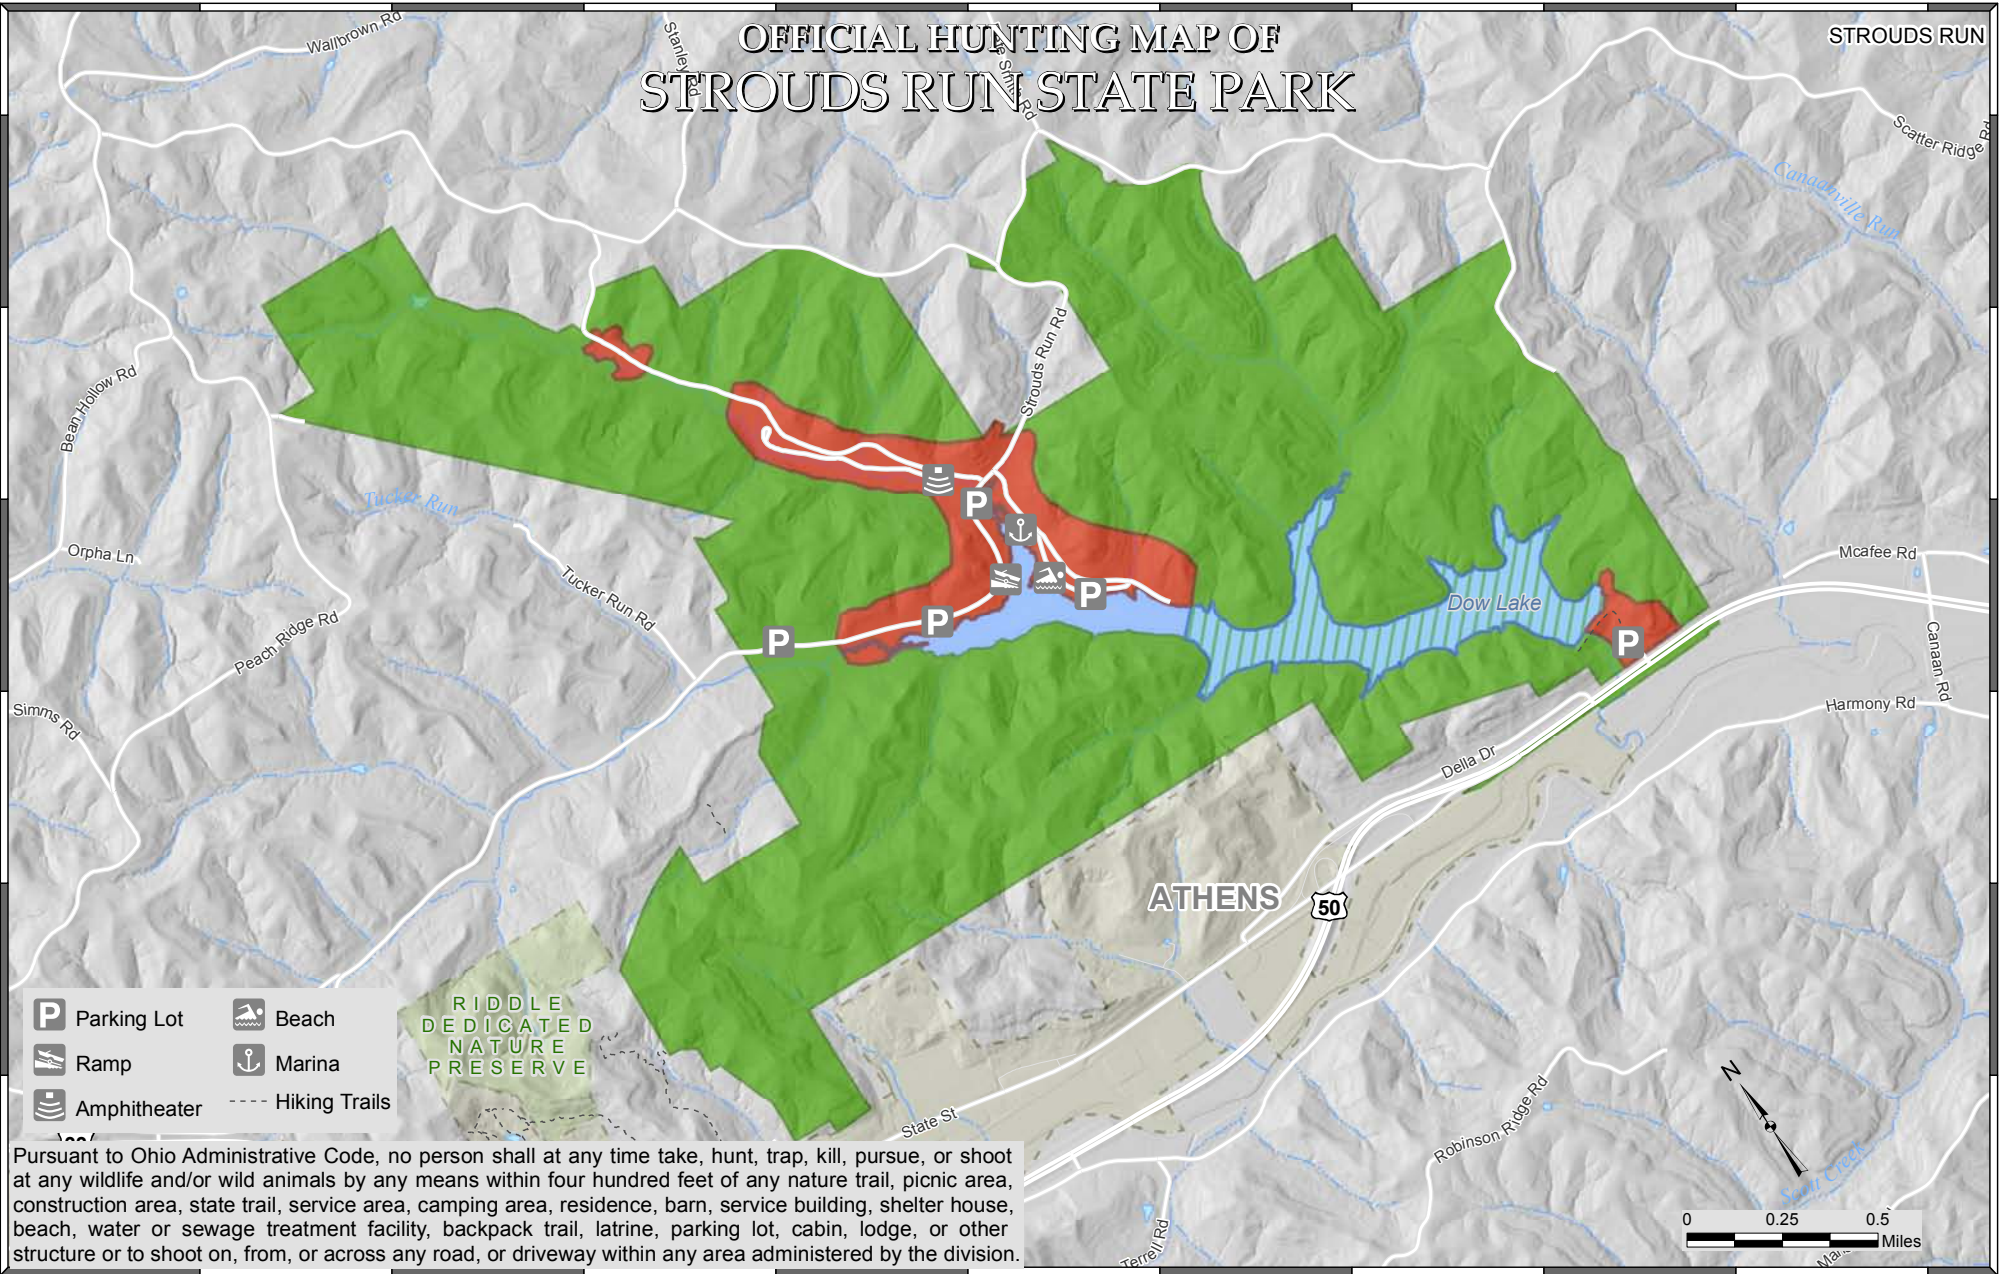 OFFICIAL HUNTING MAP OF
STROUDS RUN STATE PARK
STROUDS RUN
Wallbrown Rd
Stanley Rd
Rd
Scatter Ridge Rd
Canaanville Run
Bean Hollow Rd
Strouds Run Rd
Tucker Run
Orpha Ln
Tucker Run Rd
Peach Ridge Rd
Simms Rd
P
P
P
P
P
Dow Lake
Mcafee Rd
Canaan Rd
Harmony Rd
Della Dr
ATHENS
50
RIDDLE
DEDICATED
NATURE
PRESERVE
State St
Robinson Ridge Rd
Terrell Rd
Scott Creek
N
P Parking Lot
Beach
Ramp
Marina
Amphitheater
Hiking Trails
Pursuant to Ohio Administrative Code, no person shall at any time take, hunt, trap, kill, pursue, or shoot
at any wildlife and/or wild animals by any means within four hundred feet of any nature trail, picnic area,
construction area, state trail, service area, camping area, residence, barn, service building, shelter house,
beach, water or sewage treatment facility, backpack trail, latrine, parking lot, cabin, lodge, or other
structure or to shoot on, from, or across any road, or driveway within any area administered by the division.
0 0.25 0.5
Miles